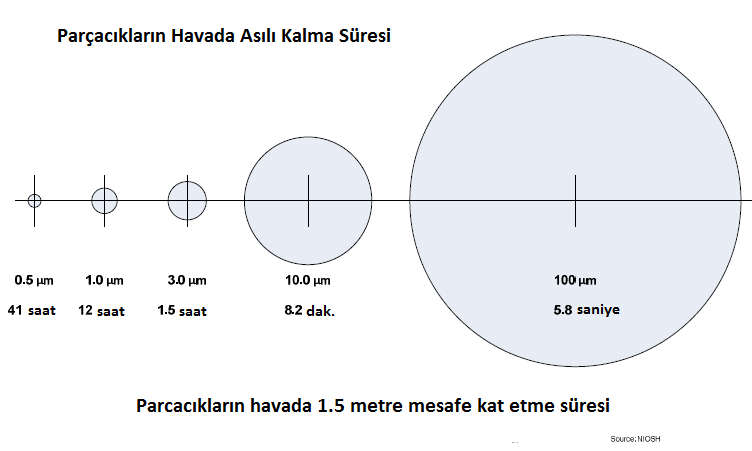 Parçacıkların Havada Asılı Kalma Süresi
0.5 µm 1.0 µm 3.0 µm 10.0 µm 100 µm
41 saat 12 saat 1.5 saat 8.2 dak. 5.8 saniye
Parcacıkların havada 1.5 metre mesafe kat etme süresi
Source: NIOSH